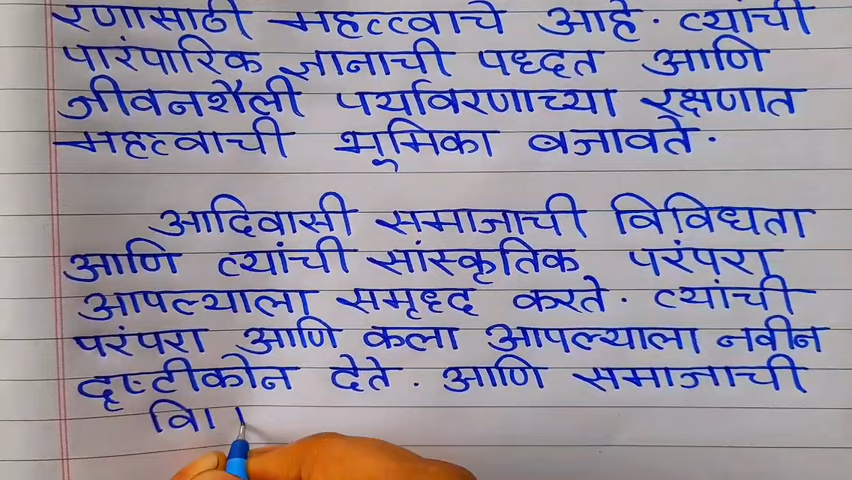 रणासाठी महत्त्वाचे आहे. त्यांची
पारंपारिक ज्ञानाची पध्दत आणि
जीवनशैली पर्यावरणाच्या रक्षणात
महत्वाची भूमिका बजावते.
आदिवासी समाजाची विविधता
आणि त्यांची सांस्कृतिक परंपरा
आपल्याला समृध्द करते. त्यांची
परंपरा आणि कला आपल्याला नवीन
दृष्टीकोन देते. आणि समाजाची